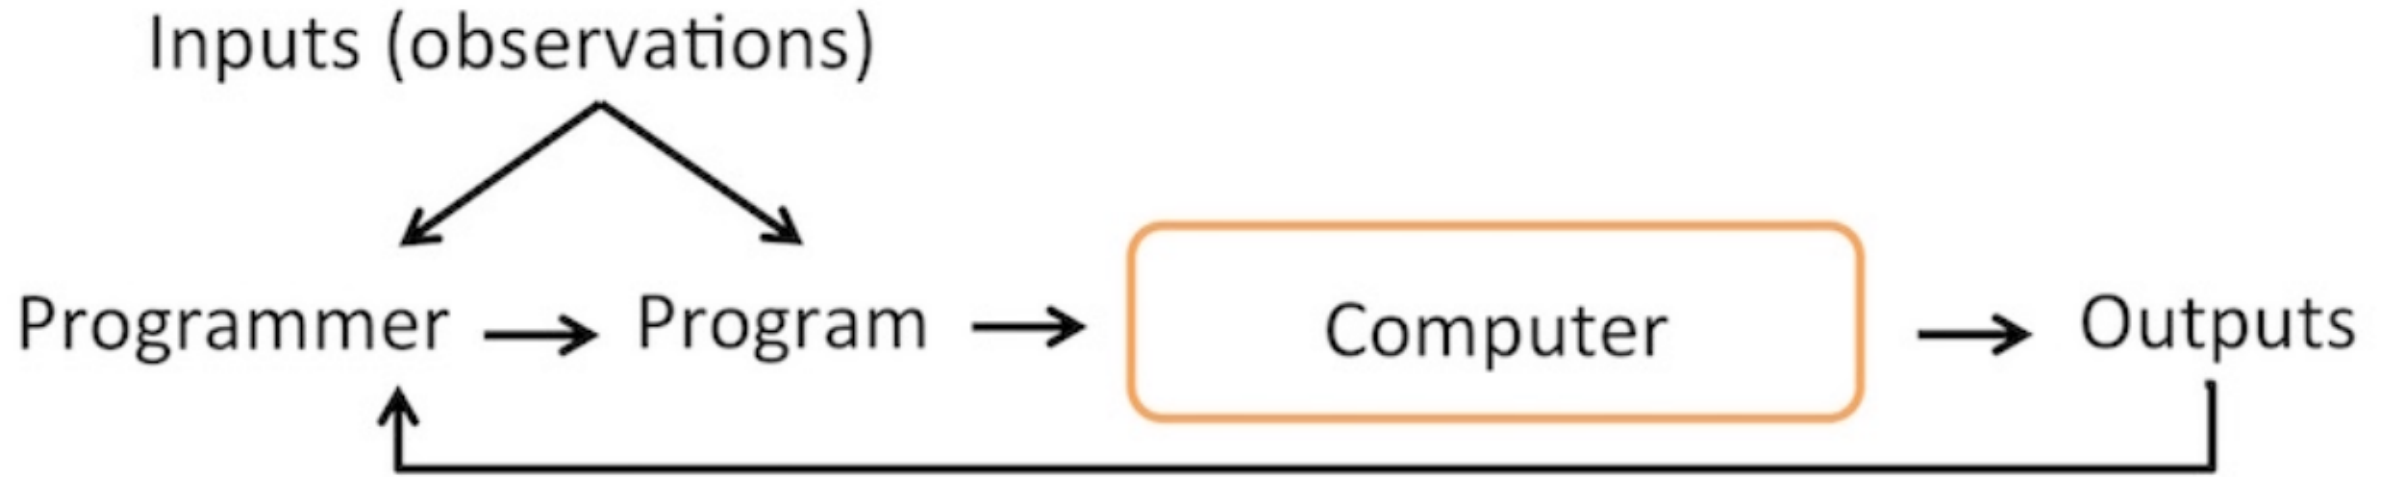 Inputs (observations)
Programmer
Program
Computer
Outputs